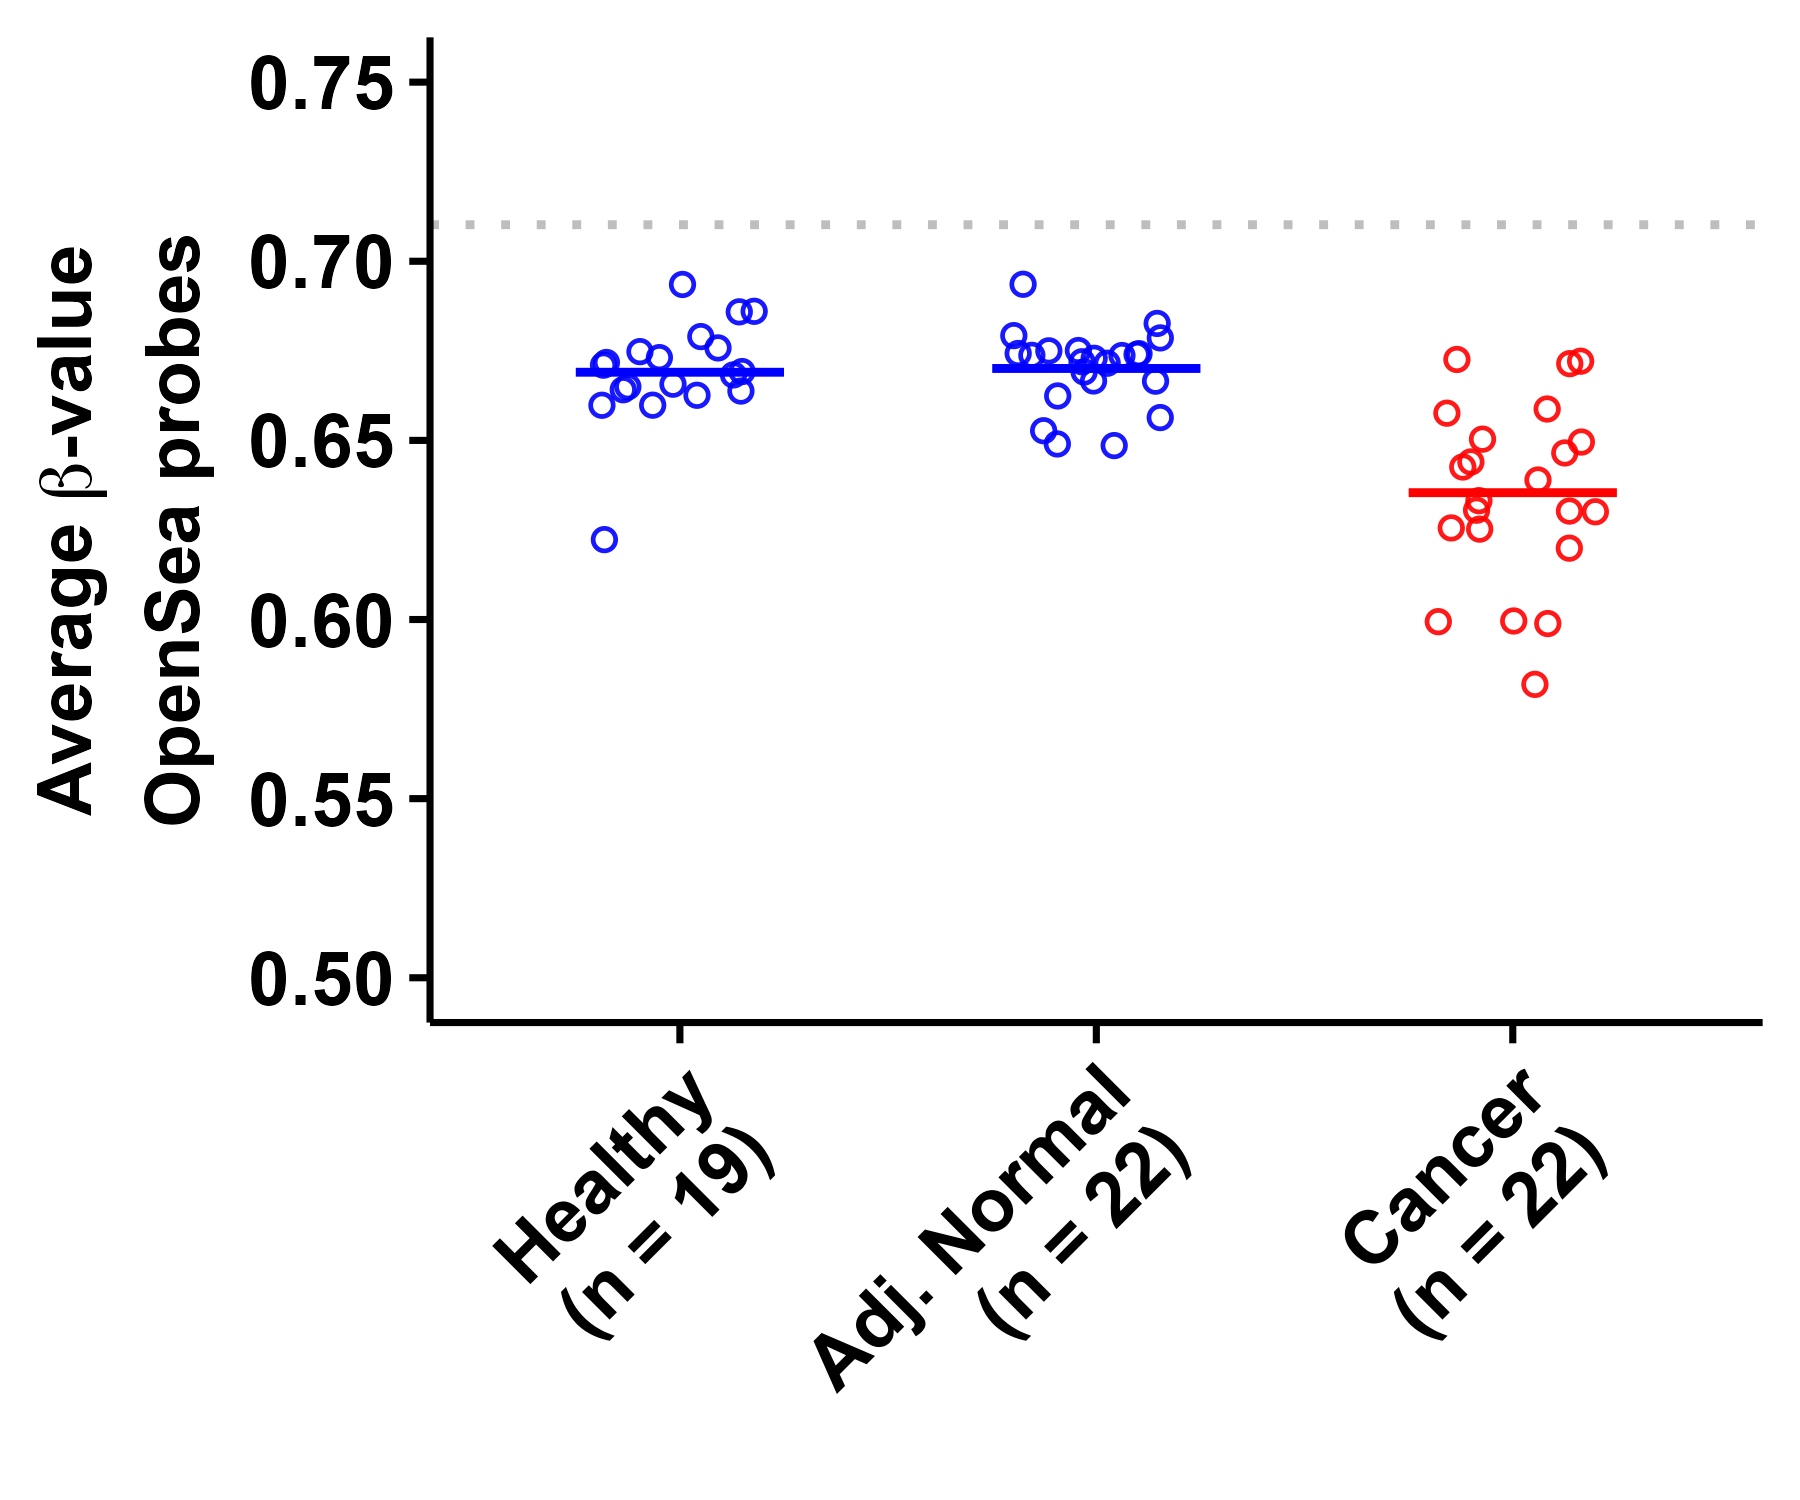 Average β-value
OpenSea probes
0.75
0.70
0.65
0.60
0.55
0.50
Healthy
(n = 19)
Adj. Normal
(n = 22)
Cancer
(n = 22)